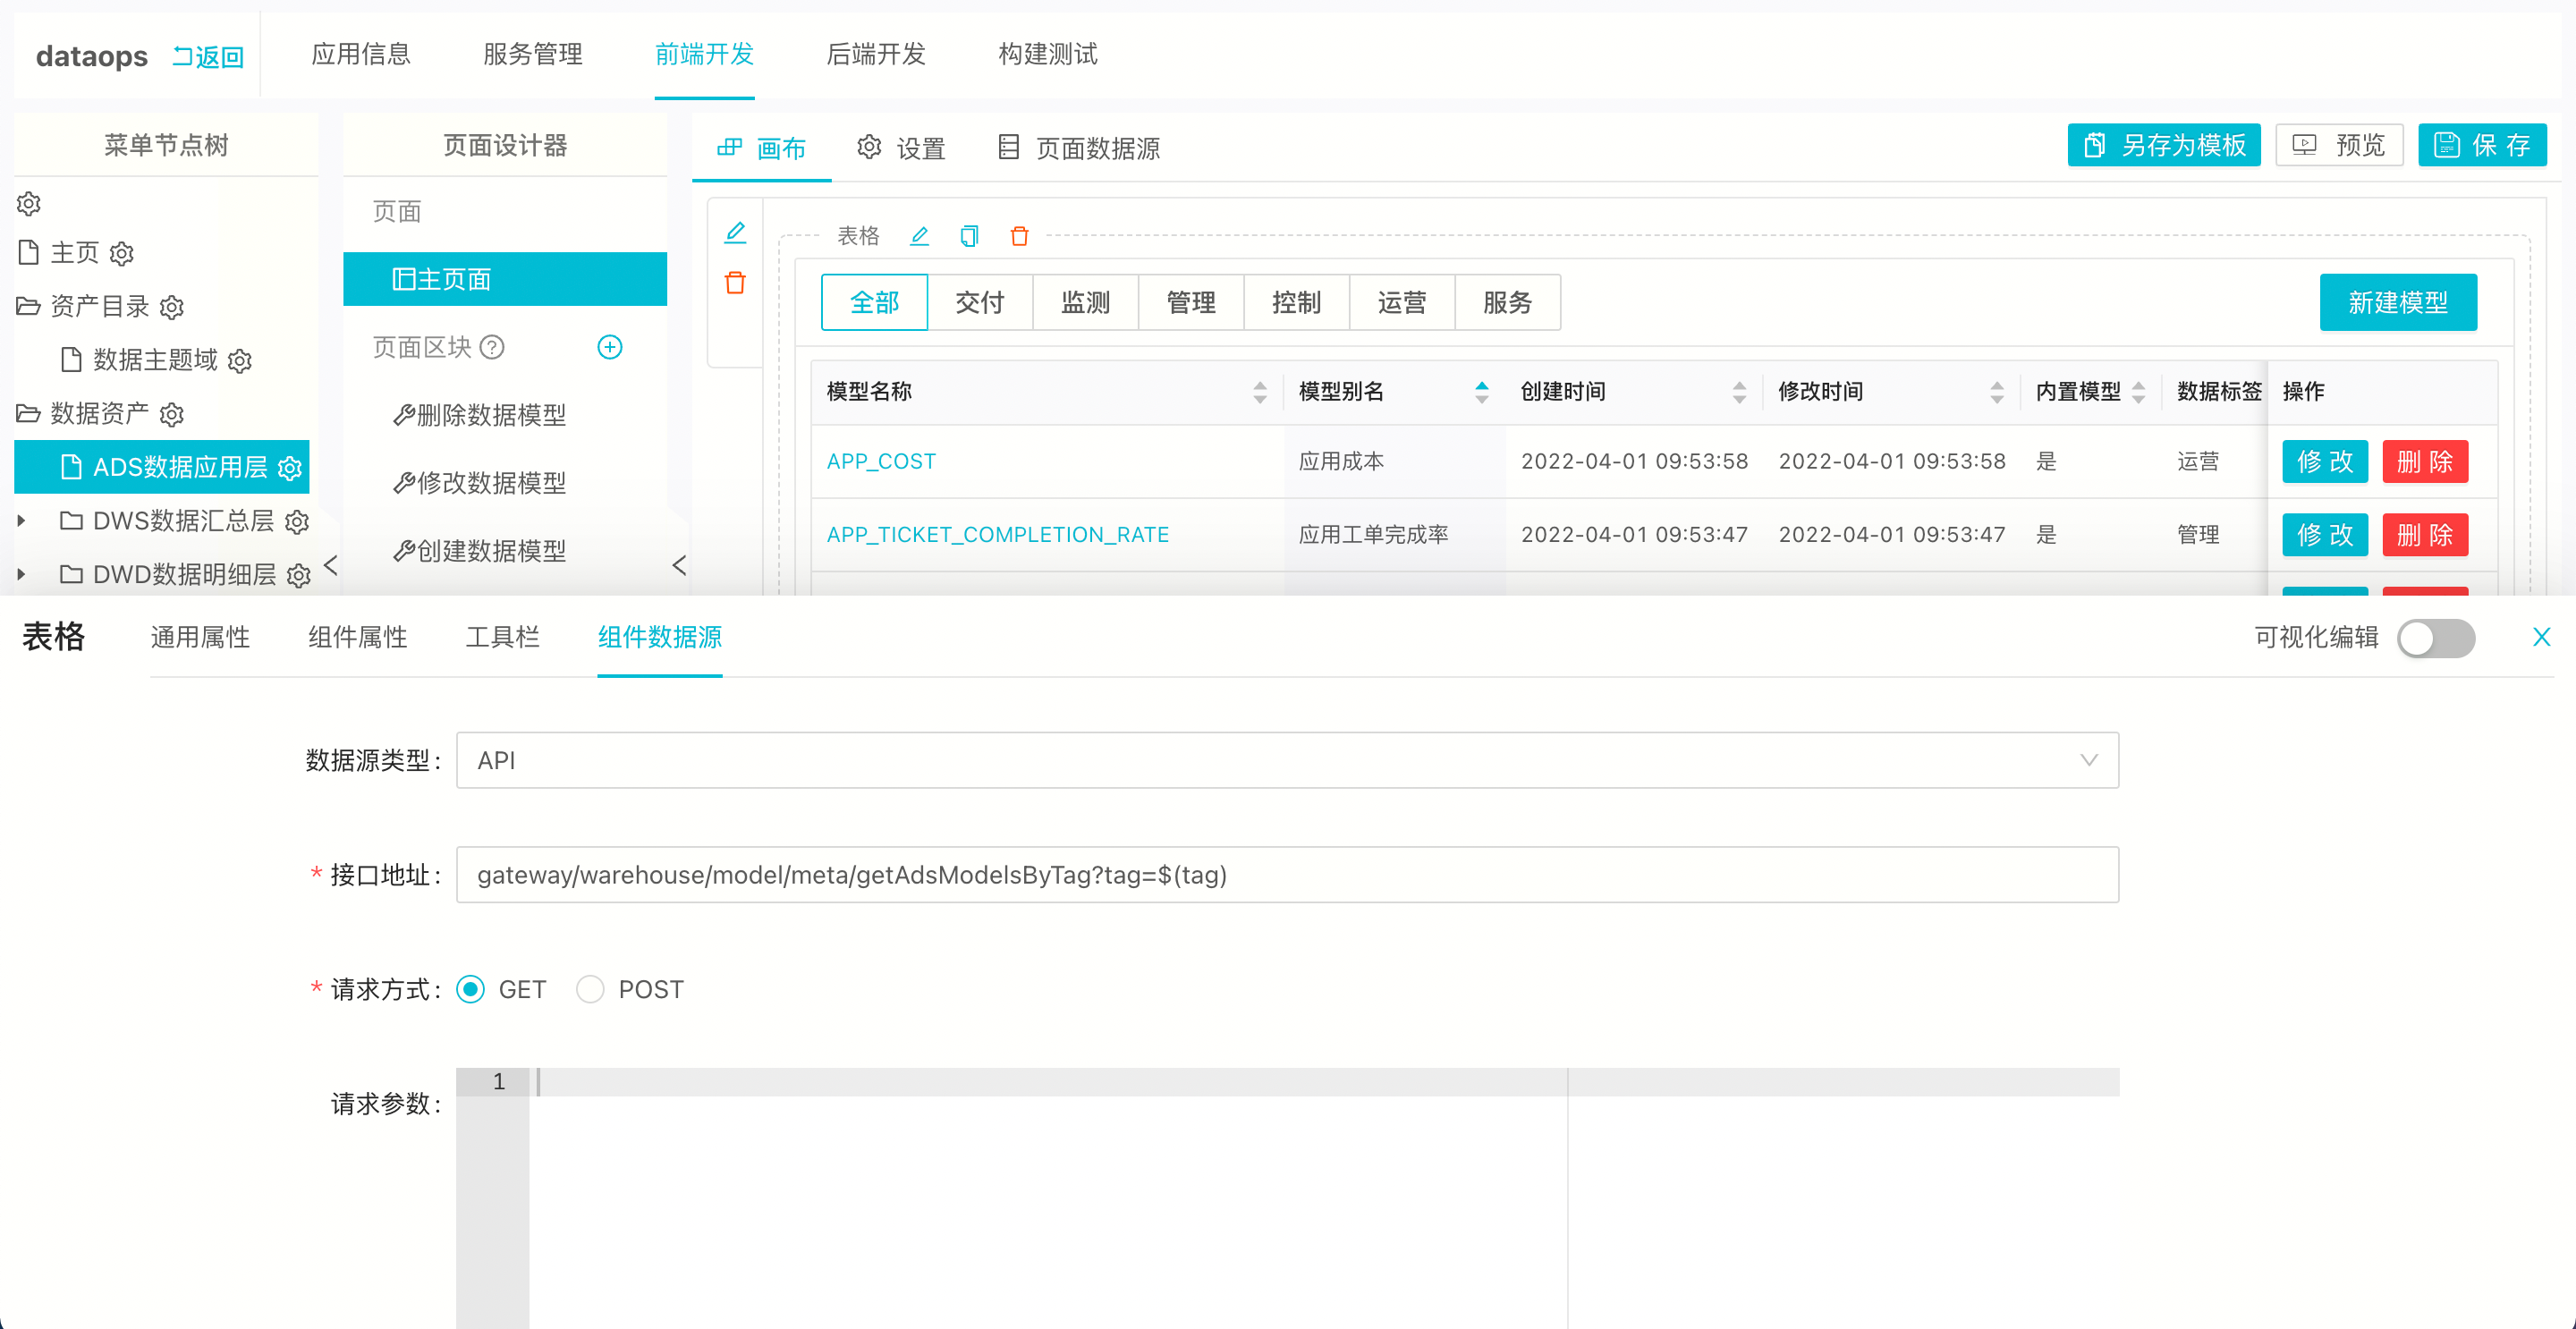 dataops 返回 应用信息 服务管理 前端开发 后端开发 构建测试
菜单节点树
主页
资产目录
数据主题域
数据资产
ADS数据应用层
DWS数据汇总层
DWD数据明细层
页面设计器
页面
主页面
页面区块
删除数据模型
修改数据模型
创建数据模型
画布 设置 页面数据源 另存为模板 预览 保 存
表格
全部 交付 监测 管理 控制 运营 服务 新建模型
模型名称 模型别名 创建时间 修改时间 内置模型 数据标签 操作
APP_COST 应用成本 2022-04-01 09:53:58 2022-04-01 09:53:58 是 运营 修 改 删 除
APP_TICKET_COMPLETION_RATE 应用工单完成率 2022-04-01 09:53:47 2022-04-01 09:53:47 是 管理 修 改 删 除
表格 通用属性 组件属性 工具栏 组件数据源 可视化编辑
数据源类型: API
* 接口地址: gateway/warehouse/model/meta/getAdsModelsByTag?tag=$(tag)
* 请求方式: GET POST
请求参数: 1